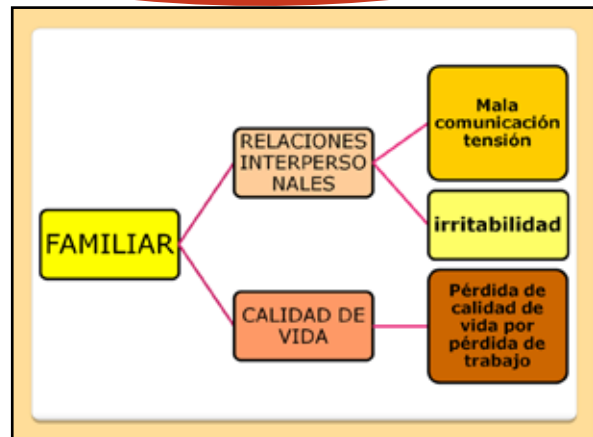 FAMILIAR
RELACIONES
INTERPERSO
NALES
Mala
comunicación
tensión
irritabilidad
CALIDAD DE
VIDA
Pérdida de
calidad de
vida por
pérdida de
trabajo